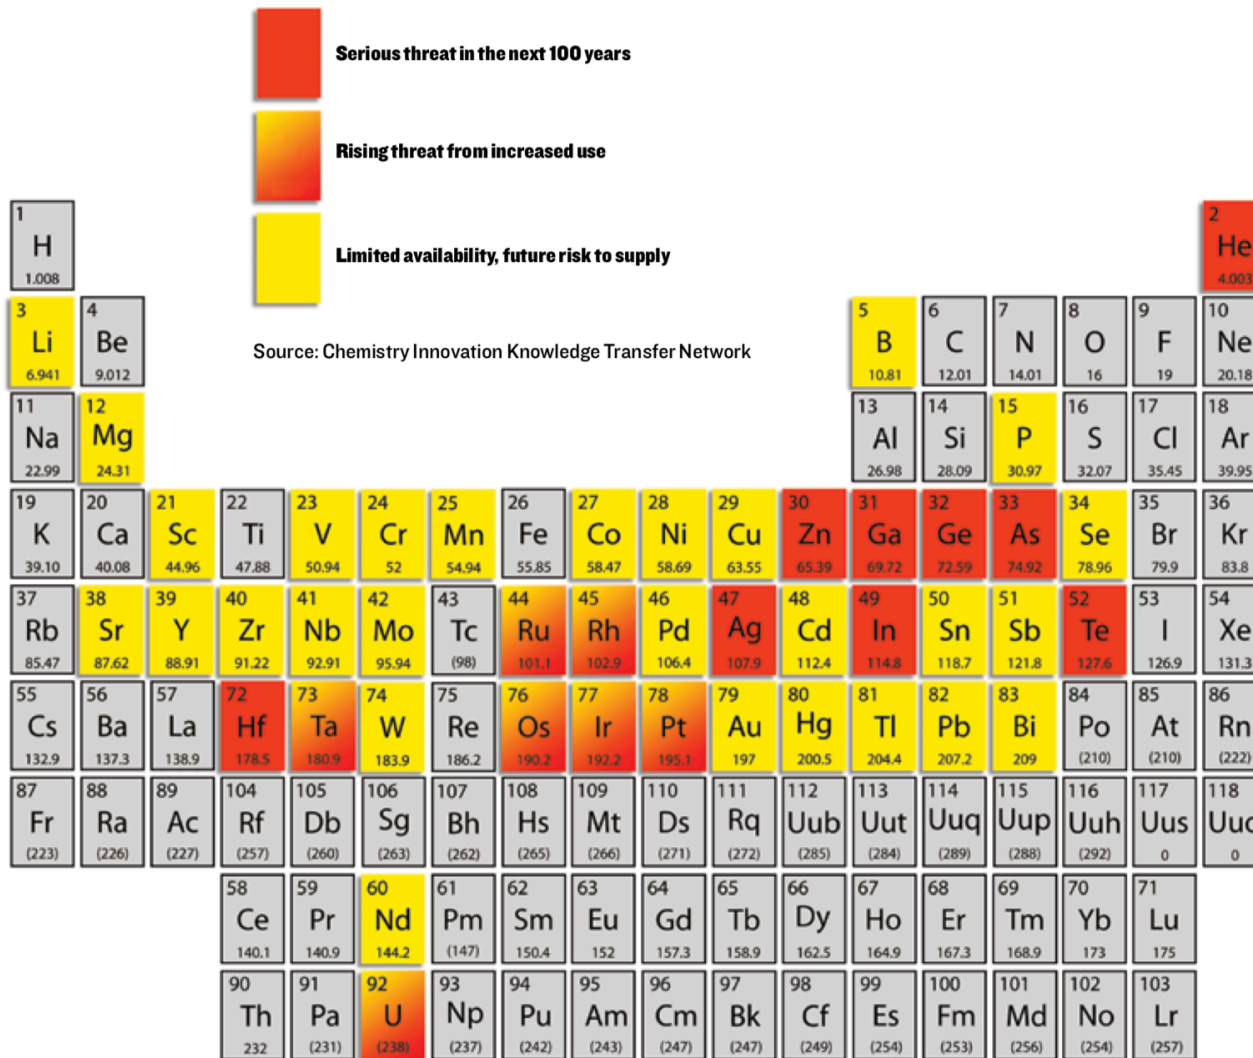 Serious threat in the next 100 years
Rising threat from increased use
Limited availability, future risk to supply
Source: Chemistry Innovation Knowledge Transfer Network
1 2
H He
1.008 4.003
3 4 5 6 7 8 9 10
Li Be B C N O F Ne
6.941 9.012 10.81 12.01 14.01 16 19 20.18
11 12 13 14 15 16 17 18
Na Mg Al Si P S Cl Ar
22.99 24.31 26.98 28.09 30.97 32.07 35.45 39.95
19 20 21 22 23 24 25 26 27 28 29 30 31 32 33 34 35 36
K Ca Sc Ti V Cr Mn Fe Co Ni Cu Zn Ga Ge As Se Br Kr
39.10 40.08 44.96 47.88 50.94 52 54.94 55.85 58.47 58.69 63.55 65.39 69.72 72.59 74.92 78.96 79.9 83.8
37 38 39 40 41 42 43 44 45 46 47 48 49 50 51 52 53 54
Rb Sr Y Zr Nb Mo Tc Ru Rh Pd Ag Cd In Sn Sb Te I Xe
85.47 87.62 88.91 91.22 92.91 95.94 (98) 101.1 102.9 106.4 107.9 112.4 114.8 118.7 121.8 127.6 126.9 131.3
55 56 57 72 73 74 75 76 77 78 79 80 81 82 83 84 85 86
Cs Ba La Hf Ta W Re Os Ir Pt Au Hg Tl Pb Bi Po At Rn
132.9 137.3 138.9 178.5 180.9 183.9 186.2 190.2 192.2 195.1 197 200.5 204.4 207.2 209 (210) (210) (222)
87 88 89 104 105 106 107 108 109 110 111 112 113 114 115 116 117 118
Fr Ra Ac Rf Db Sg Bh Hs Mt Ds Rq Uub Uut Uuq Uup Uuh Uus Uuo
(223) (226) (227) (257) (260) (263) (262) (265) (266) (271) (272) (285) (284) (289) (288) (292) 0 0
58 59 60 61 62 63 64 65 66 67 68 69 70 71
Ce Pr Nd Pm Sm Eu Gd Tb Dy Ho Er Tm Yb Lu
140.1 140.9 144.2 (147) 150.4 152 157.3 158.9 162.5 164.9 167.3 168.9 173 175
90 91 92 93 94 95 96 97 98 99 100 101 102 103
Th Pa U Np Pu Am Cm Bk Cf Es Fm Md No Lr
232 (231) (238) (237) (242) (243) (247) (247) (249) (254) (253) (256) (254) (257)